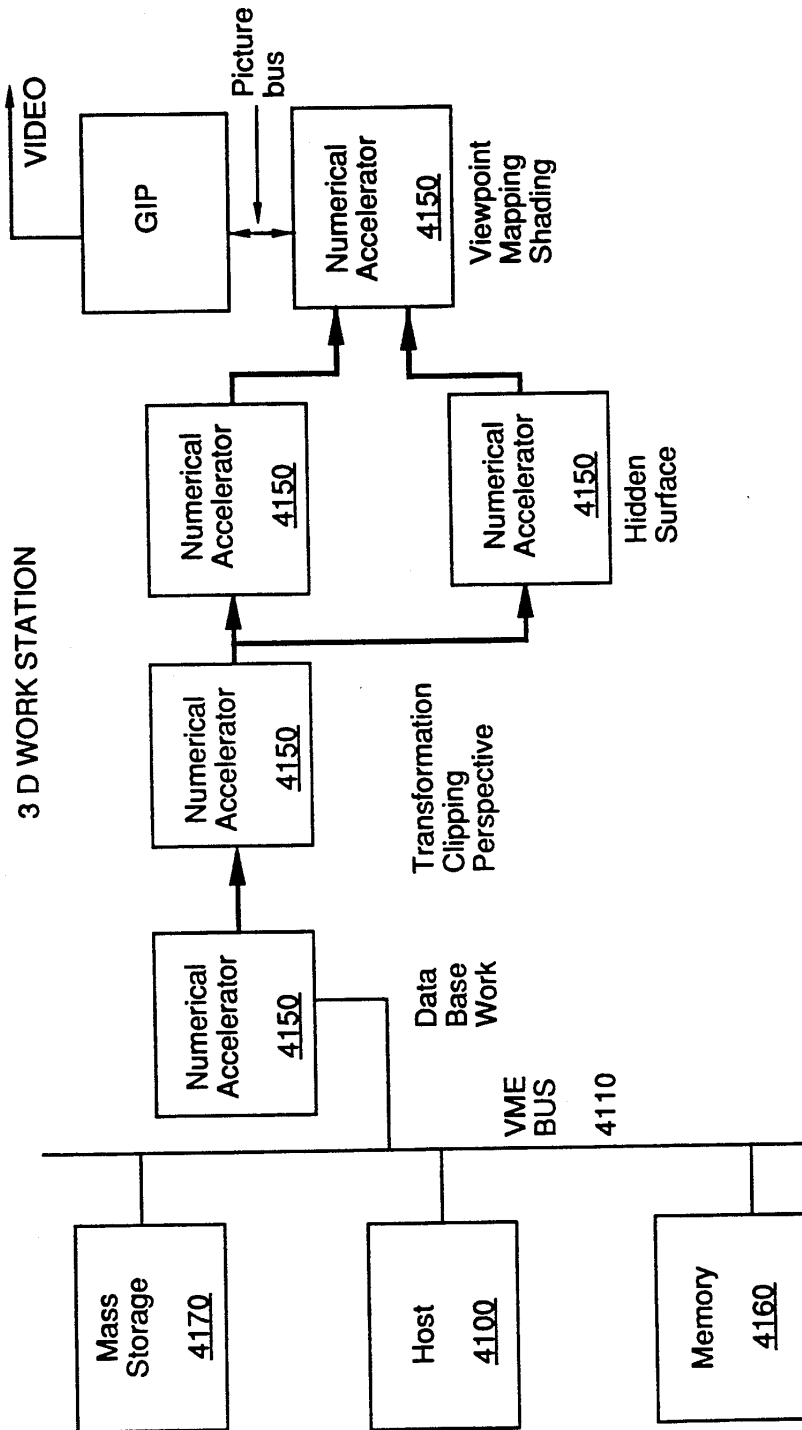 3 D WORK STATION
Mass
Storage
4170
Host
4100
Memory
4160
VME
BUS
4110
Numerical
Accelerator
4150
Data
Base
Work
Numerical
Accelerator
4150
Transformation
Clipping
Perspective
Numerical
Accelerator
4150
Numerical
Accelerator
4150
Hidden
Surface
GIP
VIDEO
Picture
bus
Numerical
Accelerator
4150
Viewpoint
Mapping
Shading